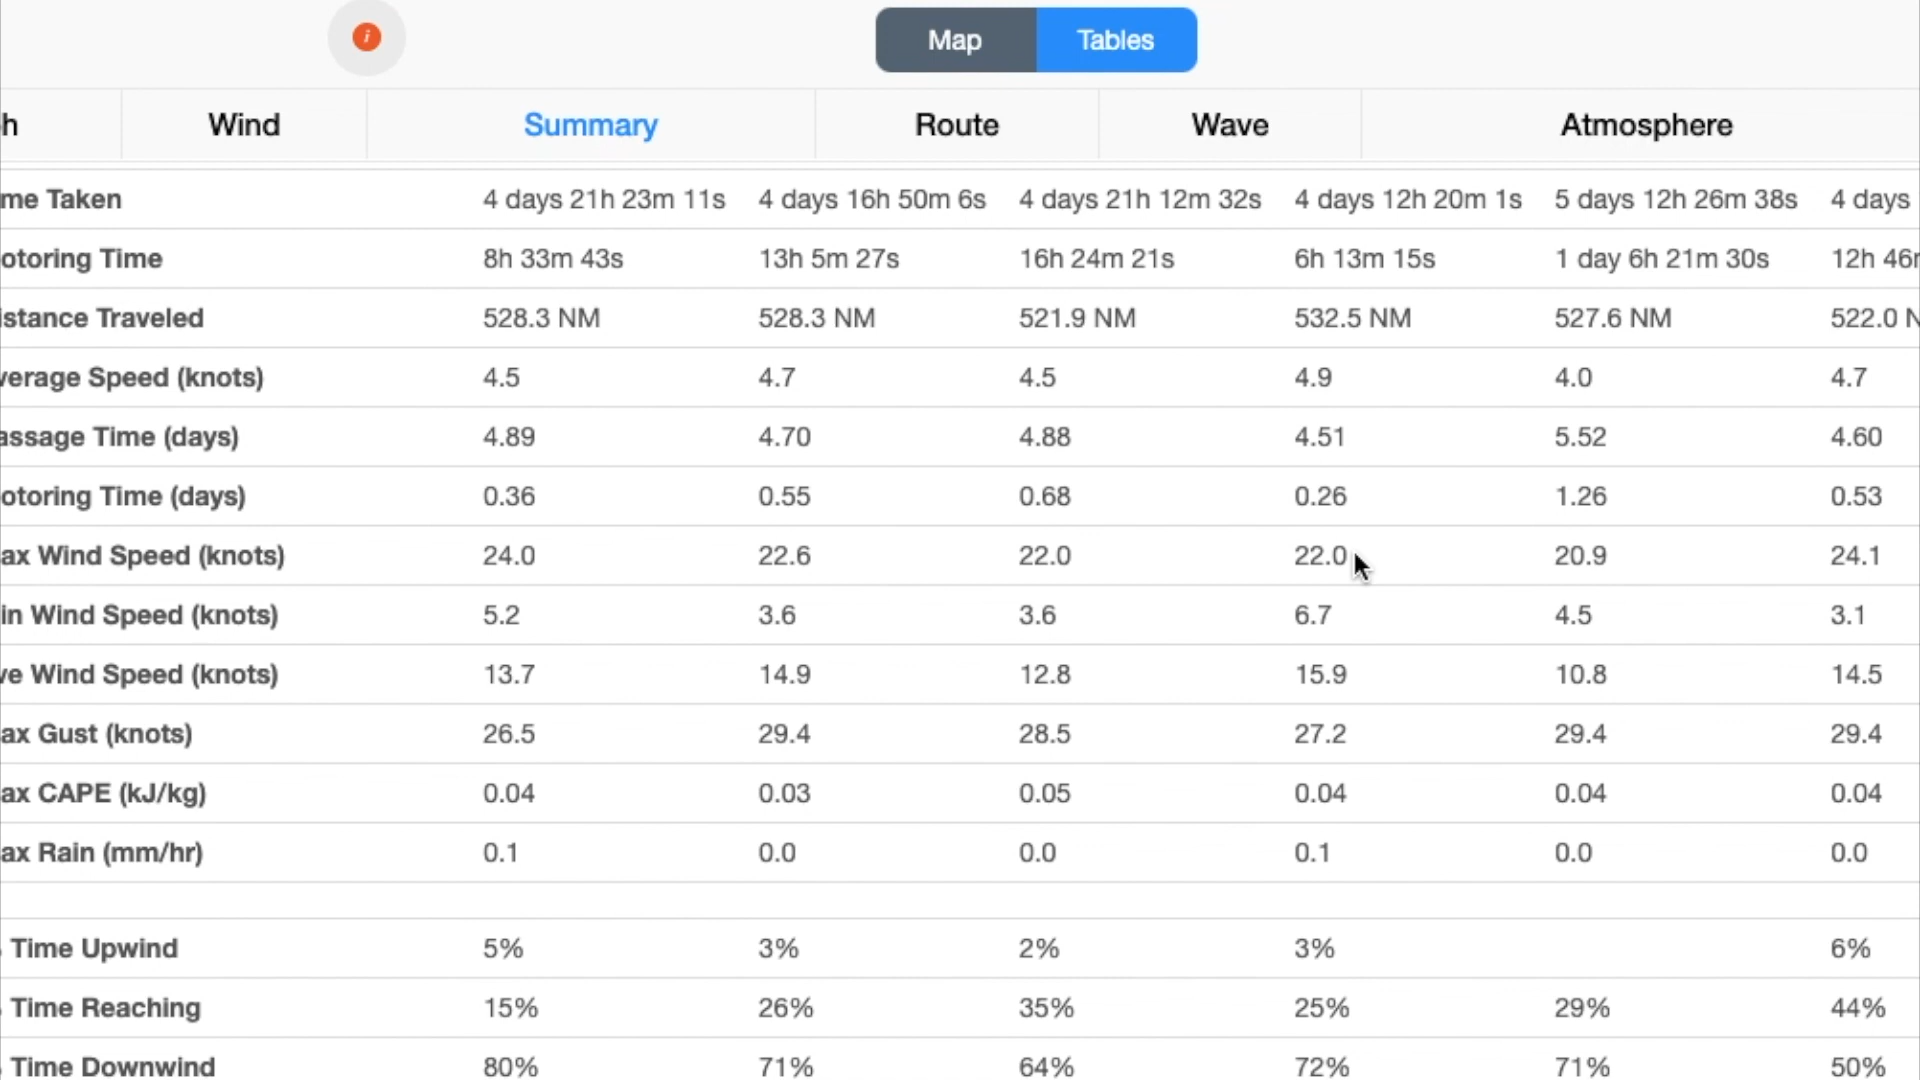 i
Map Tables
h Wind Summary Route Wave Atmosphere
me Taken 4 days 21h 23m 11s 4 days 16h 50m 6s 4 days 21h 12m 32s 4 days 12h 20m 1s 5 days 12h 26m 38s 4 days
otoring Time 8h 33m 43s 13h 5m 27s 16h 24m 21s 6h 13m 15s 1 day 6h 21m 30s 12h 46m
istance Traveled 528.3 NM 528.3 NM 521.9 NM 532.5 NM 527.6 NM 522.0 N
verage Speed (knots) 4.5 4.7 4.5 4.9 4.0 4.7
assage Time (days) 4.89 4.70 4.88 4.51 5.52 4.60
otoring Time (days) 0.36 0.55 0.68 0.26 1.26 0.53
ax Wind Speed (knots) 24.0 22.6 22.0 22.0 20.9 24.1
in Wind Speed (knots) 5.2 3.6 3.6 6.7 4.5 3.1
ve Wind Speed (knots) 13.7 14.9 12.8 15.9 10.8 14.5
ax Gust (knots) 26.5 29.4 28.5 27.2 29.4 29.4
ax CAPE (kJ/kg) 0.04 0.03 0.05 0.04 0.04 0.04
ax Rain (mm/hr) 0.1 0.0 0.0 0.1 0.0 0.0
Time Upwind 5% 3% 2% 3% 6%
Time Reaching 15% 26% 35% 25% 29% 44%
Time Downwind 80% 71% 64% 72% 71% 50%